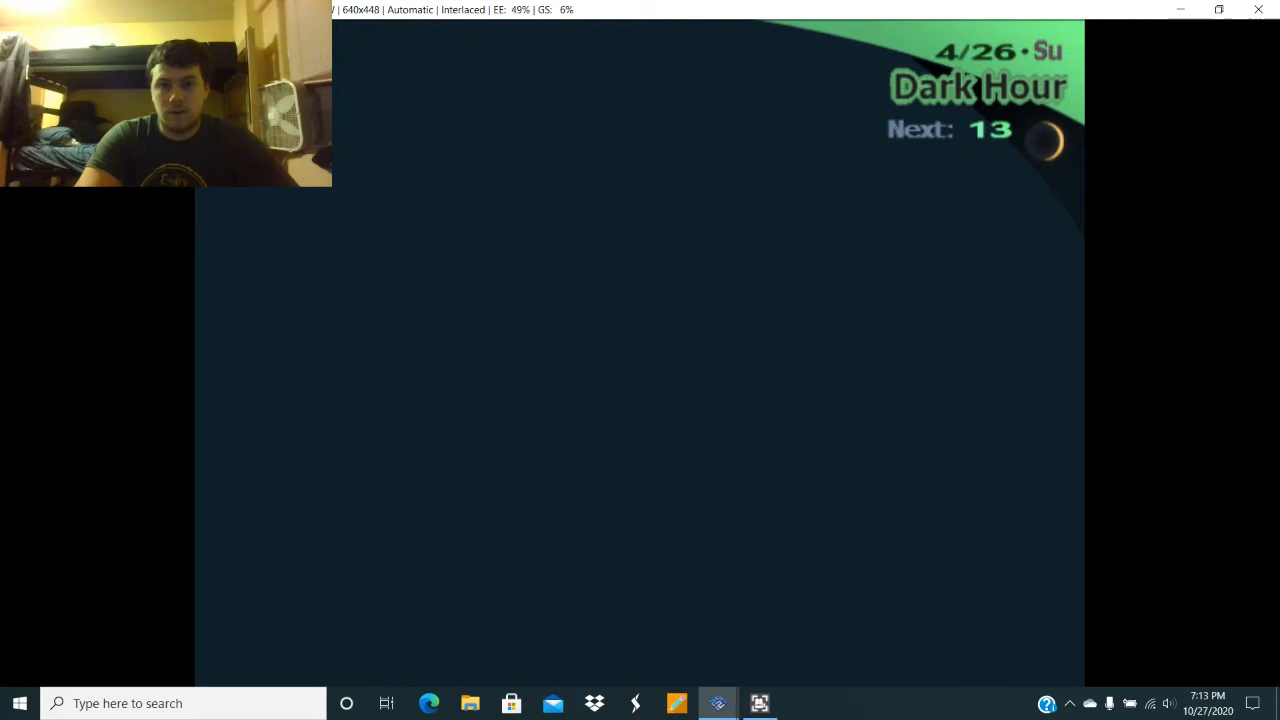 / | 640x448 | Automatic | Interlaced | EE: 49% | GS: 6%
4/26 · Su
Dark Hour
Next: 13
Type here to search
7:13 PM
10/27/2020